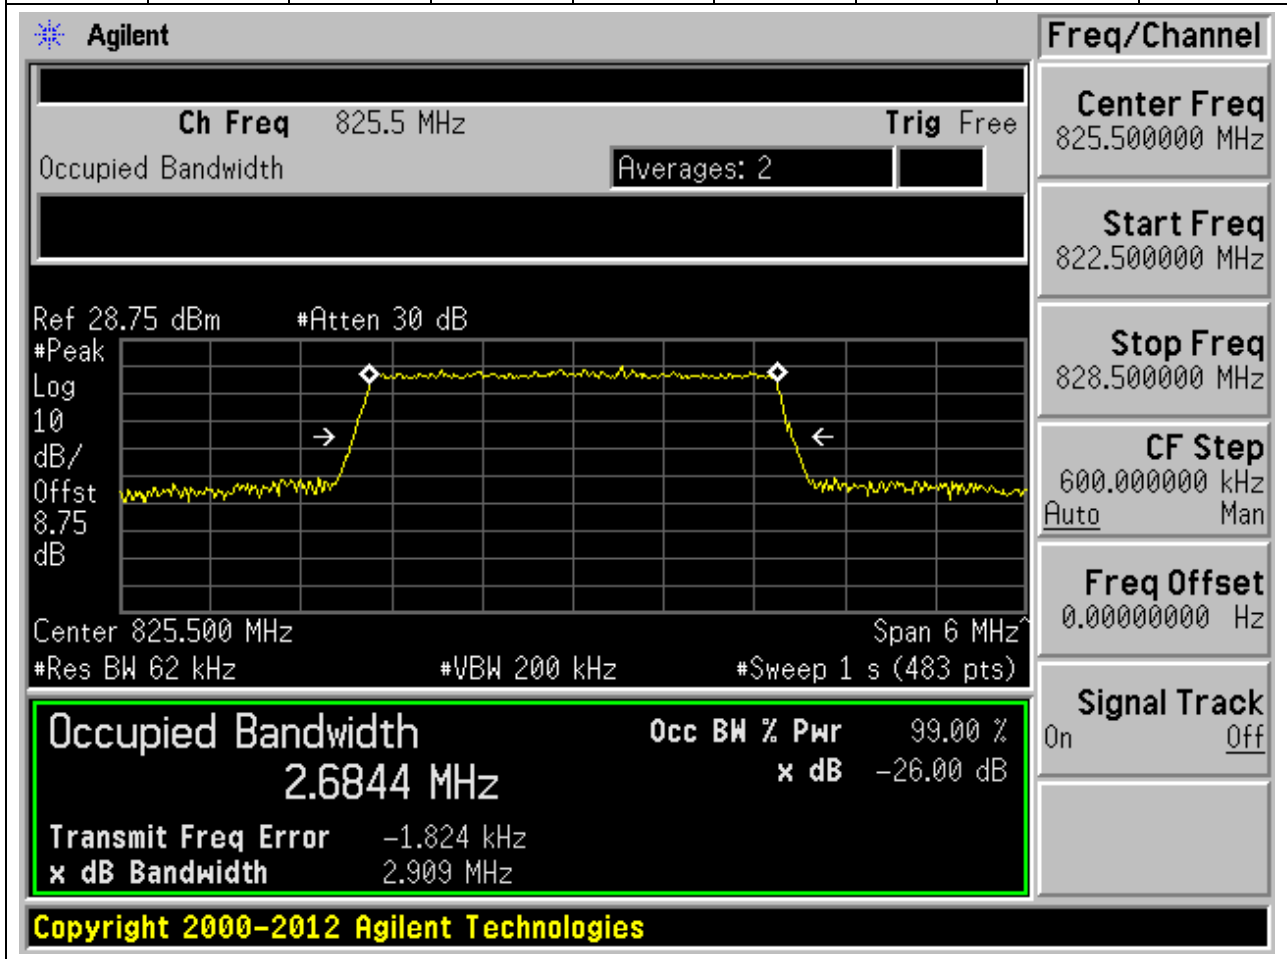 Agilent
Freq/Channel
Ch Freq 825.5 MHz Trig Free
Occupied Bandwidth Averages: 2
Center Freq
825.500000 MHz
Start Freq
822.500000 MHz
Stop Freq
828.500000 MHz
CF Step
600.000000 kHz
Auto Man
Freq Offset
0.00000000 Hz
Signal Track
On Off
Ref 28.75 dBm #Atten 30 dB
#Peak
Log
10
dB/
Offst
8.75
dB
Center 825.500 MHz Span 6 MHz^
#Res BW 62 kHz #VBW 200 kHz #Sweep 1 s (483 pts)
Occupied Bandwidth Occ BW % Pwr 99.00 %
2.6844 MHz x dB -26.00 dB
Transmit Freq Error -1.824 kHz
x dB Bandwidth 2.909 MHz
Copyright 2000-2012 Agilent Technologies